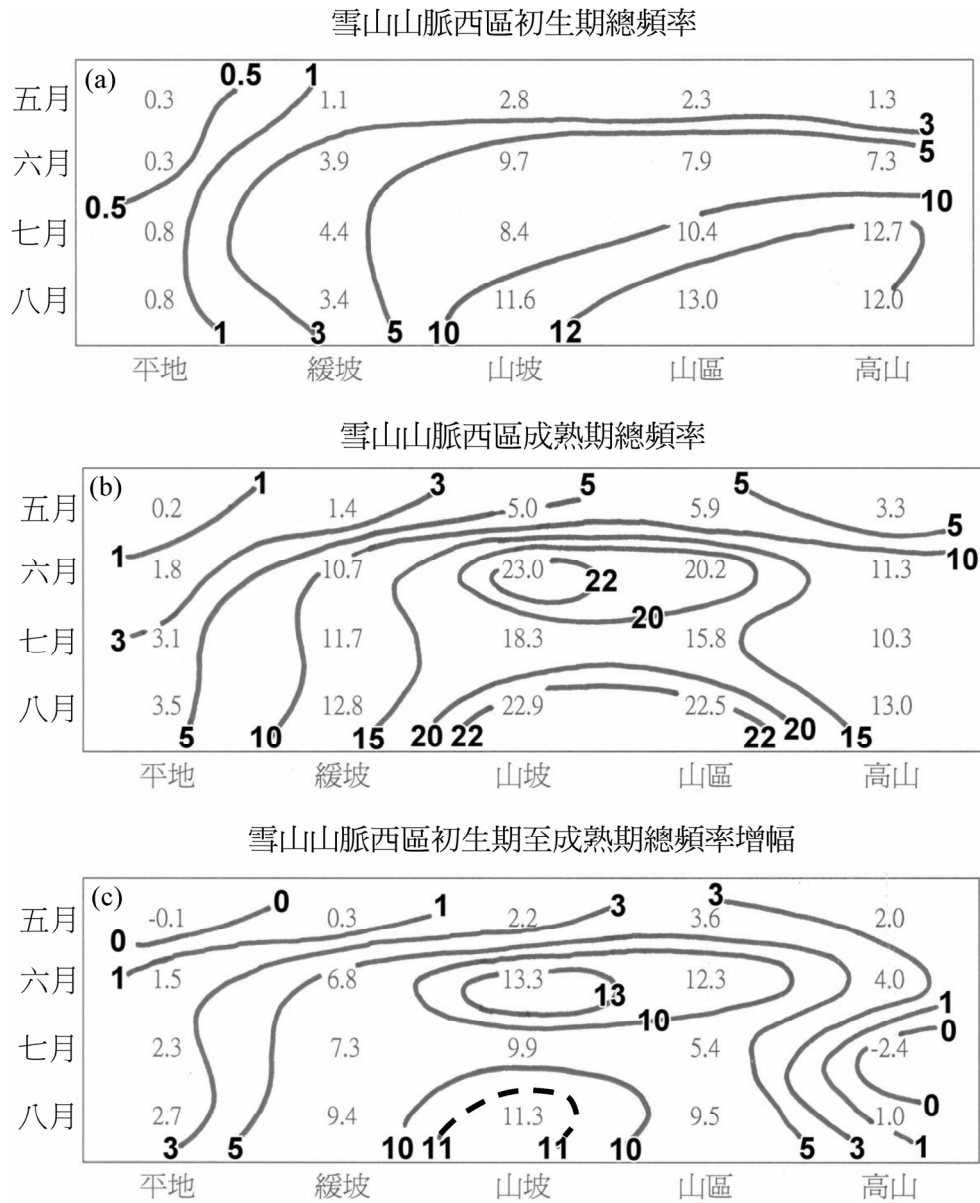 雪山山脈西區初生期總頻率
(a) 0.5 1
五月 0.3 1.1 2.8 2.3 1.3
3
5
六月 0.3 3.9 9.7 7.9 7.3
0.5 10
七月 0.8 4.4 8.4 10.4 12.7
八月 0.8 3.4 11.6 13.0 12.0
1 3 5 10 12
平地 緩坡 山坡 山區 高山
雪山山脈西區成熟期總頻率
(b) 1 3 5 5
五月 0.2 1.4 5.0 5.9 3.3
5
1 10
六月 1.8 10.7 23.0 20.2 11.3
22
20
3
七月 3.1 11.7 18.3 15.8 10.3
八月 3.5 12.8 22.9 22.5 13.0
5 10 15 20 22 22 20 15
平地 緩坡 山坡 山區 高山
雪山山脈西區初生期至成熟期總頻率增幅
(c) 0 1 3 3
五月 -0.1 0.3 2.2 3.6 2.0
0
1
六月 1.5 6.8 13.3 12.3 4.0
13
10 1
0
七月 2.3 7.3 9.9 5.4 -2.4
0
八月 2.7 9.4 11.3 9.5 1.0
3 5 10 11 11 10 5 3 1
平地 緩坡 山坡 山區 高山